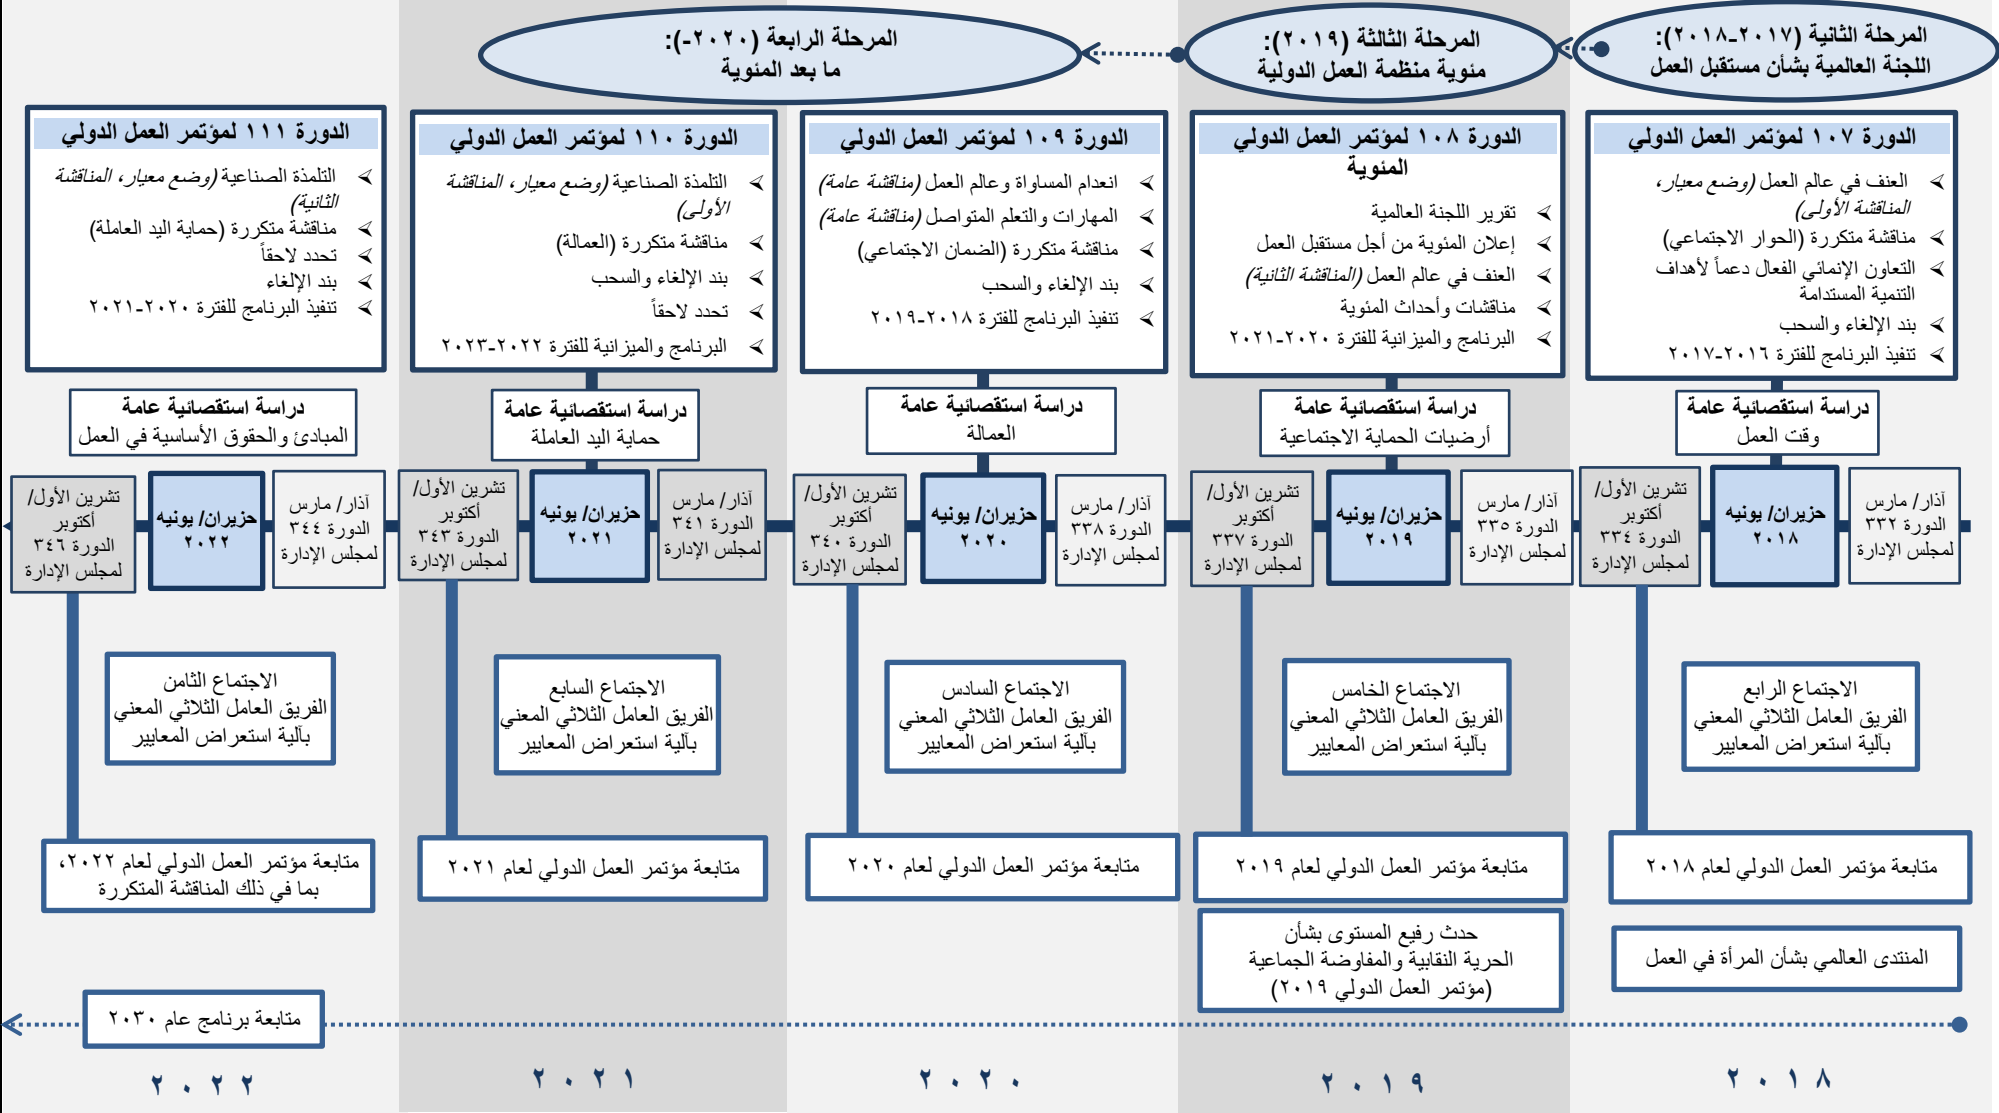 المرحلة الثانية (٢٠١٧-٢٠١٨):
اللجنة العالمية بشأن مستقبل العمل
المرحلة الثالثة (٢٠١٩):
مئوية منظمة العمل الدولية
المرحلة الرابعة (٢٠٢٠-):
ما بعد المئوية
الدورة ١٠٧ لمؤتمر العمل الدولي
العنف في عالم العمل (وضع معيار،
المناقشة الأولى)
مناقشة متكررة (الحوار الاجتماعي)
التعاون الإنمائي الفعال دعماً لأهداف
التنمية المستدامة
بند الإلغاء والسحب
تنفيذ البرنامج للفترة ٢٠١٦-٢٠١٧
الدورة ١٠٨ لمؤتمر العمل الدولي
المئوية
تقرير اللجنة العالمية
إعلان المئوية من أجل مستقبل العمل
العنف في عالم العمل (المناقشة الثانية)
مناقشات وأحداث المئوية
البرنامج والميزانية للفترة ٢٠٢٠-٢٠٢١
الدورة ١٠٩ لمؤتمر العمل الدولي
انعدام المساواة وعالم العمل (مناقشة عامة)
المهارات والتعلم المتواصل (مناقشة عامة)
مناقشة متكررة (الضمان الاجتماعي)
بند الإلغاء والسحب
تنفيذ البرنامج للفترة ٢٠١٨-٢٠١٩
الدورة ١١٠ لمؤتمر العمل الدولي
التلمذة الصناعية (وضع معيار، المناقشة
الأولى)
مناقشة متكررة (العمالة)
بند الإلغاء والسحب
تحدد لاحقاً
البرنامج والميزانية للفترة ٢٠٢٢-٢٠٢٣
الدورة ١١١ لمؤتمر العمل الدولي
التلمذة الصناعية (وضع معيار، المناقشة
الثانية)
مناقشة متكررة (حماية اليد العاملة)
تحدد لاحقاً
بند الإلغاء
تنفيذ البرنامج للفترة ٢٠٢٠-٢٠٢١
دراسة استقصائية عامة
وقت العمل
دراسة استقصائية عامة
أرضيات الحماية الاجتماعية
دراسة استقصائية عامة
العمالة
دراسة استقصائية عامة
حماية اليد العاملة
دراسة استقصائية عامة
المبادئ والحقوق الأساسية في العمل
آذار/ مارس
الدورة ٣٣٢
لمجلس الإدارة
حزيران/ يونيه
٢٠١٨
تشرين الأول/
أكتوبر
الدورة ٣٣٤
لمجلس الإدارة
آذار/ مارس
الدورة ٣٣٥
لمجلس الإدارة
حزيران/ يونيه
٢٠١٩
تشرين الأول/
أكتوبر
الدورة ٣٣٧
لمجلس الإدارة
آذار/ مارس
الدورة ٣٣٨
لمجلس الإدارة
حزيران/ يونيه
٢٠٢٠
تشرين الأول/
أكتوبر
الدورة ٣٤٠
لمجلس الإدارة
آذار/ مارس
الدورة ٣٤١
لمجلس الإدارة
حزيران/ يونيه
٢٠٢١
تشرين الأول/
أكتوبر
الدورة ٣٤٣
لمجلس الإدارة
آذار/ مارس
الدورة ٣٤٤
لمجلس الإدارة
حزيران/ يونيه
٢٠٢٢
تشرين الأول/
أكتوبر
الدورة ٣٤٦
لمجلس الإدارة
الاجتماع الرابع
الفريق العامل الثلاثي المعني
بآلية استعراض المعايير
الاجتماع الخامس
الفريق العامل الثلاثي المعني
بآلية استعراض المعايير
الاجتماع السادس
الفريق العامل الثلاثي المعني
بآلية استعراض المعايير
الاجتماع السابع
الفريق العامل الثلاثي المعني
بآلية استعراض المعايير
الاجتماع الثامن
الفريق العامل الثلاثي المعني
بآلية استعراض المعايير
متابعة مؤتمر العمل الدولي لعام ٢٠١٨
متابعة مؤتمر العمل الدولي لعام ٢٠١٩
متابعة مؤتمر العمل الدولي لعام ٢٠٢٠
متابعة مؤتمر العمل الدولي لعام ٢٠٢١
متابعة مؤتمر العمل الدولي لعام ٢٠٢٢،
بما في ذلك المناقشة المتكررة
المنتدى العالمي بشأن المرأة في العمل
حدث رفيع المستوى بشأن
الحرية النقابية والمفاوضة الجماعية
(مؤتمر العمل الدولي ٢٠١٩)
متابعة برنامج عام ٢٠٣٠
٢٠١٨
٢٠١٩
٢٠٢٠
٢٠٢١
٢٠٢٢